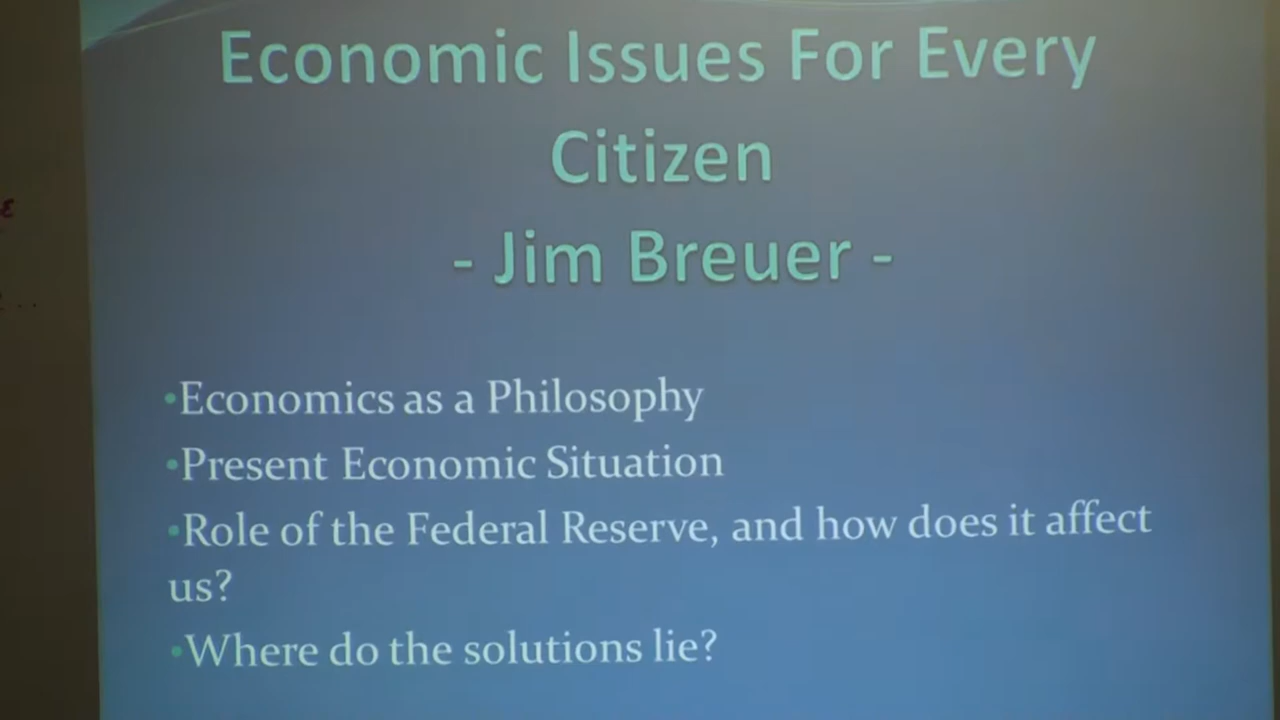 Economic Issues For Every
Citizen
- Jim Breuer -
•Economics as a Philosophy
•Present Economic Situation
•Role of the Federal Reserve, and how does it affect
us?
•Where do the solutions lie?